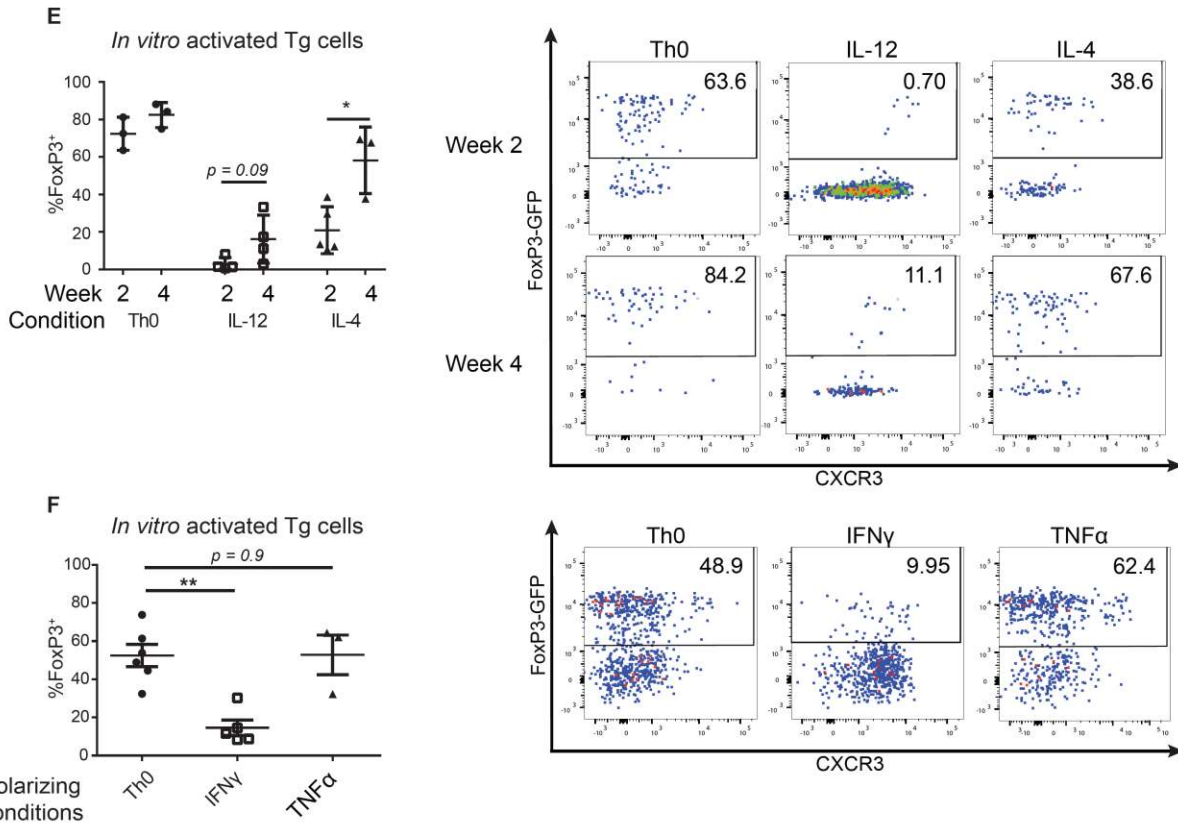 E
In vitro activated Tg cells
%FoxP3+
100
80
60
40
20
0
p = 0.09
*
Week 2 4 2 4 2 4
Condition Th0 IL-12 IL-4
Th0 IL-12 IL-4
Week 2
63.6 0.70 38.6
Week 4
84.2 11.1 67.6
FoxP3-GFP
CXCR3
F
In vitro activated Tg cells
p = 0.9
**
%FoxP3+
100
80
60
40
20
0
olarizing
onditions
Th0 IFNγ TNFα
Th0 IFNγ TNFα
48.9 9.95 62.4
FoxP3-GFP
CXCR3